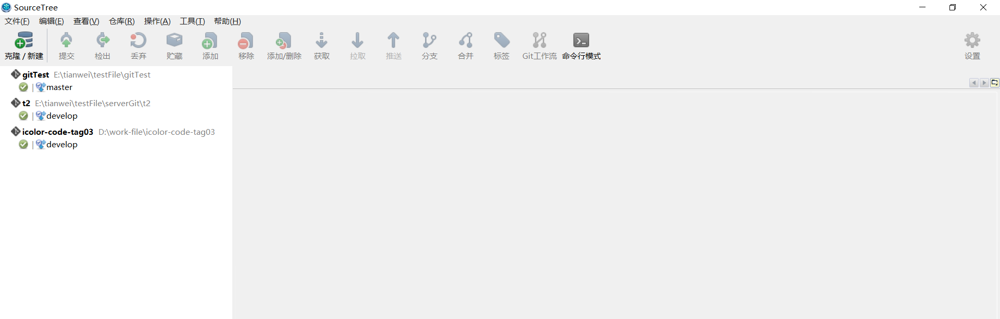 SourceTree
文件(F) 编辑(E) 查看(V) 仓库(R) 操作(A) 工具(T) 帮助(H)
克隆 / 新建 提交 检出 丢弃 贮藏 添加 移除 添加/删除 获取 拉取 推送 分支 合并 标签 Git工作流 命令行模式 设置
gitTest E:\tianwei\testFile\gitTest
master
t2 E:\tianwei\testFile\serverGit\t2
develop
icolor-code-tag03 D:\work-file\icolor-code-tag03
develop